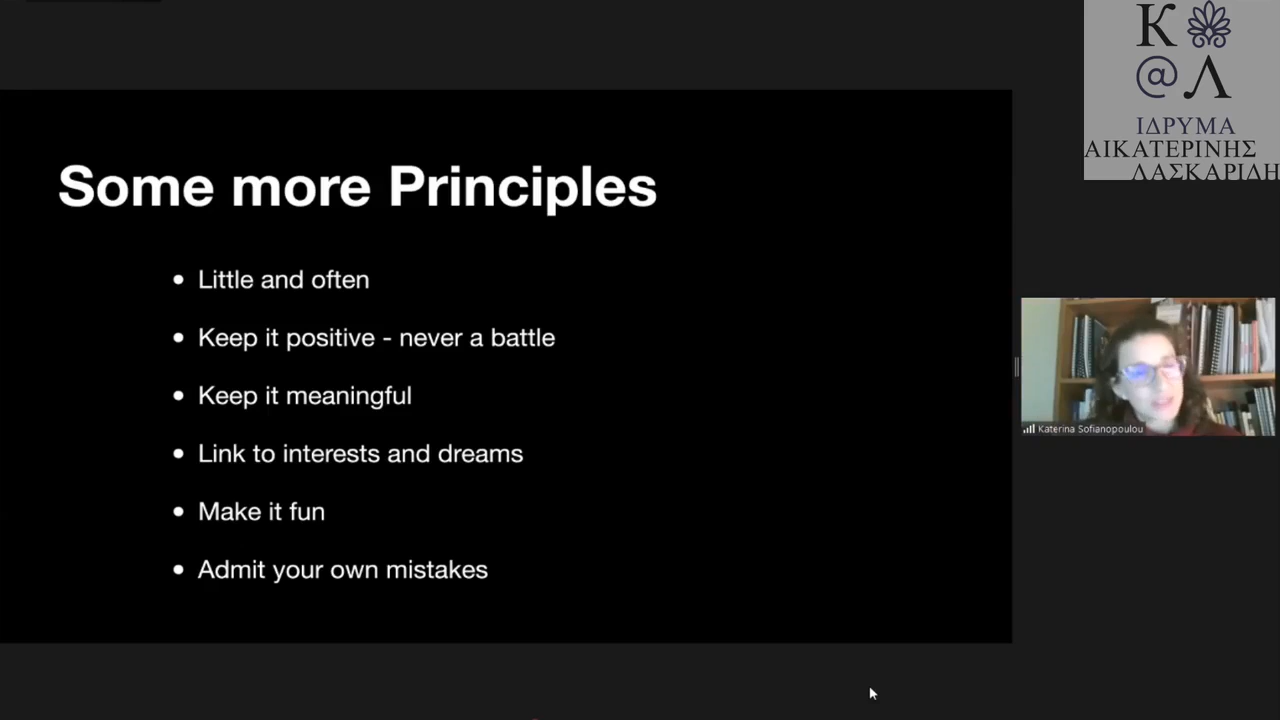 Some more Principles
• Little and often
• Keep it positive - never a battle
• Keep it meaningful
• Link to interests and dreams
• Make it fun
• Admit your own mistakes
Κ
@Λ
ΙΔΡΥΜΑ
ΑΙΚΑΤΕΡΙΝΗΣ
ΛΑΣΚΑΡΙΔΗ
Katerina Sofianopoulou